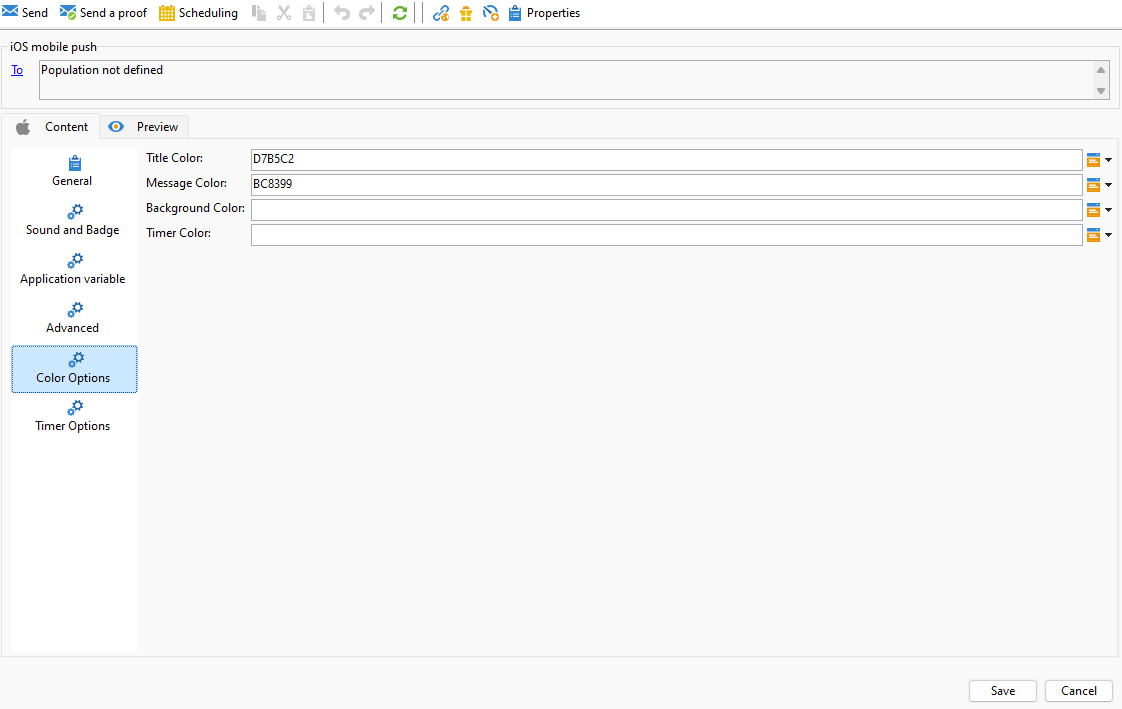 Send Send a proof Scheduling Properties
iOS mobile push
To Population not defined
Content Preview
General
Sound and Badge
Application variable
Advanced
Color Options
Timer Options
Title Color: D7B5C2
Message Color: BC8399
Background Color:
Timer Color:
Save Cancel